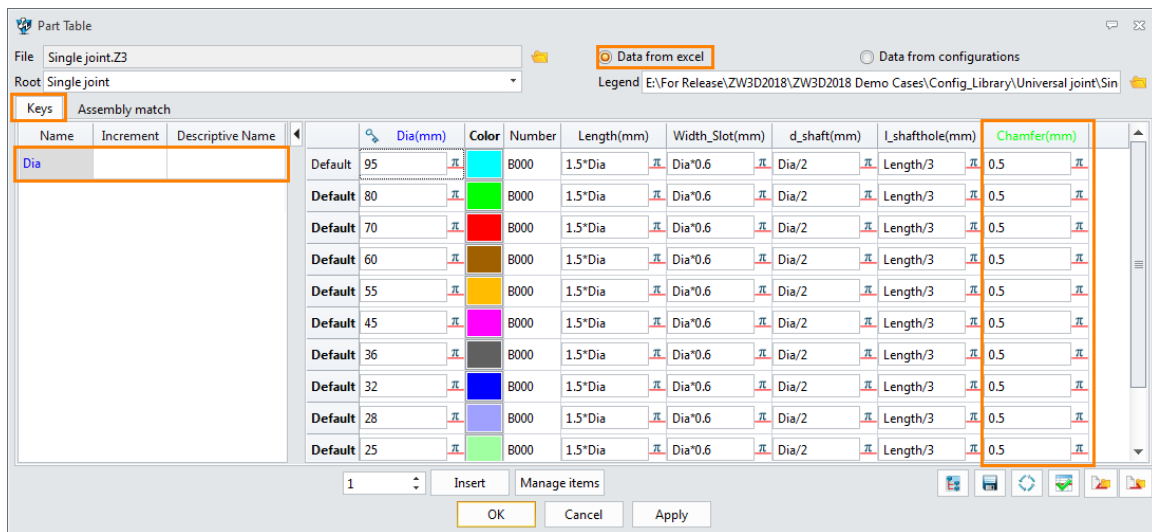 Part Table
File Single joint.Z3 Data from excel Data from configurations
Root Single joint Legend E:\For Release\ZW3D2018\ZW3D2018 Demo Cases\Config_Library\Universal joint\Sin
Keys Assembly match
Name Increment Descriptive Name Dia(mm) Color Number Length(mm) Width_Slot(mm) d_shaft(mm) l_shafthole(mm) Chamfer(mm)
Dia Default 95 π B000 1.5*Dia π Dia*0.6 π Dia/2 π Length/3 π 0.5 π
Default 80 π B000 1.5*Dia π Dia*0.6 π Dia/2 π Length/3 π 0.5 π
Default 70 π B000 1.5*Dia π Dia*0.6 π Dia/2 π Length/3 π 0.5 π
Default 60 π B000 1.5*Dia π Dia*0.6 π Dia/2 π Length/3 π 0.5 π
Default 55 π B000 1.5*Dia π Dia*0.6 π Dia/2 π Length/3 π 0.5 π
Default 45 π B000 1.5*Dia π Dia*0.6 π Dia/2 π Length/3 π 0.5 π
Default 36 π B000 1.5*Dia π Dia*0.6 π Dia/2 π Length/3 π 0.5 π
Default 32 π B000 1.5*Dia π Dia*0.6 π Dia/2 π Length/3 π 0.5 π
Default 28 π B000 1.5*Dia π Dia*0.6 π Dia/2 π Length/3 π 0.5 π
Default 25 π B000 1.5*Dia π Dia*0.6 π Dia/2 π Length/3 π 0.5 π
1 Insert Manage items
OK Cancel Apply